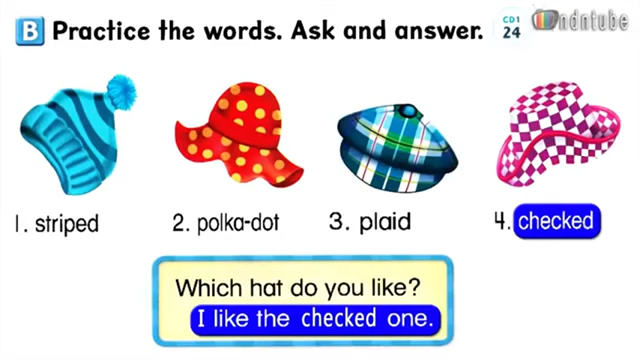 B Practice the words. Ask and answer.
CD1
24
ndntube
1. striped
2. polka-dot
3. plaid
4. checked
Which hat do you like?
I like the checked one.